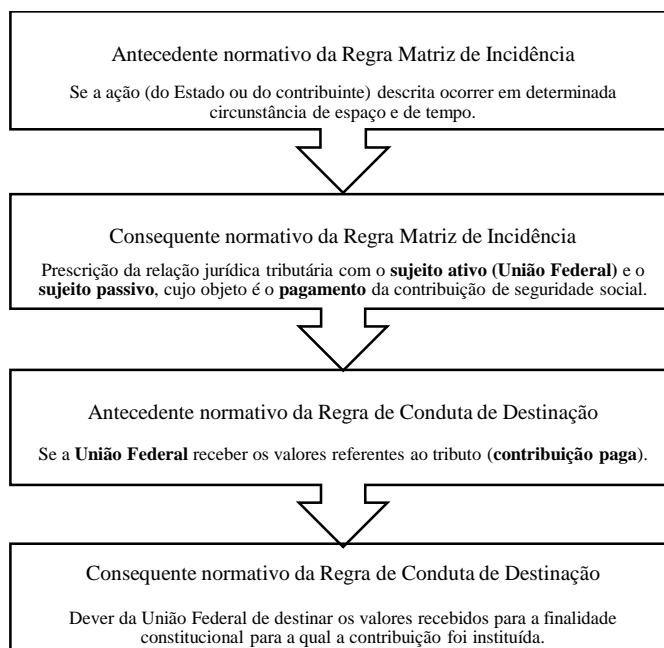 Antecedente normativo da Regra Matriz de Incidência
Se a ação (do Estado ou do contribuinte) descrita ocorrer em determinada
circunstância de espaço e de tempo.
Consequente normativo da Regra Matriz de Incidência
Prescrição da relação jurídica tributária com o sujeito ativo (União Federal) e o
sujeito passivo, cujo objeto é o pagamento da contribuição de seguridade social.
Antecedente normativo da Regra de Conduta de Destinação
Se a União Federal receber os valores referentes ao tributo (contribuição paga).
Consequente normativo da Regra de Conduta de Destinação
Dever da União Federal de destinar os valores recebidos para a finalidade
constitucional para a qual a contribuição foi instituída.